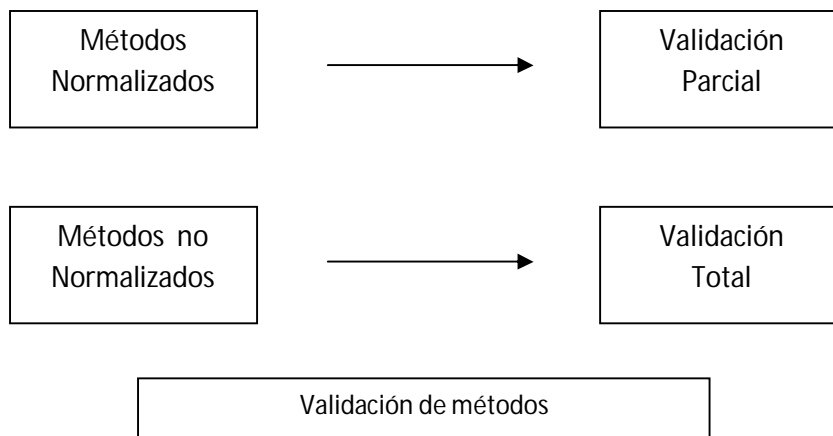 Métodos
Normalizados
Validación
Parcial
Métodos no
Normalizados
Validación
Total
Validación de métodos